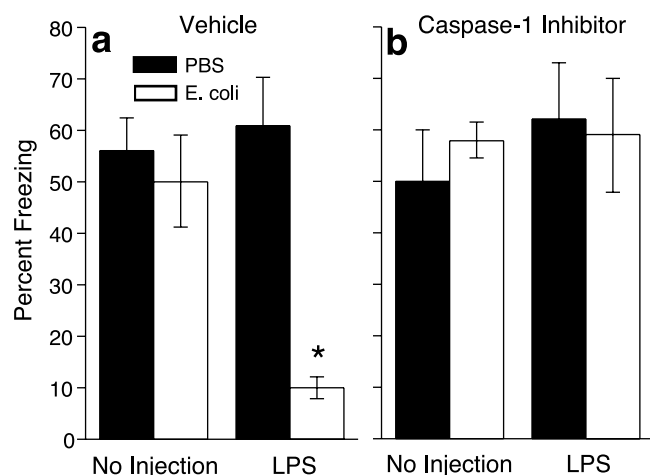 a Vehicle
b Caspase-1 Inhibitor
PBS
E. coli
Percent Freezing
80
70
60
50
40
30
20
10
0
*
No Injection LPS
No Injection LPS